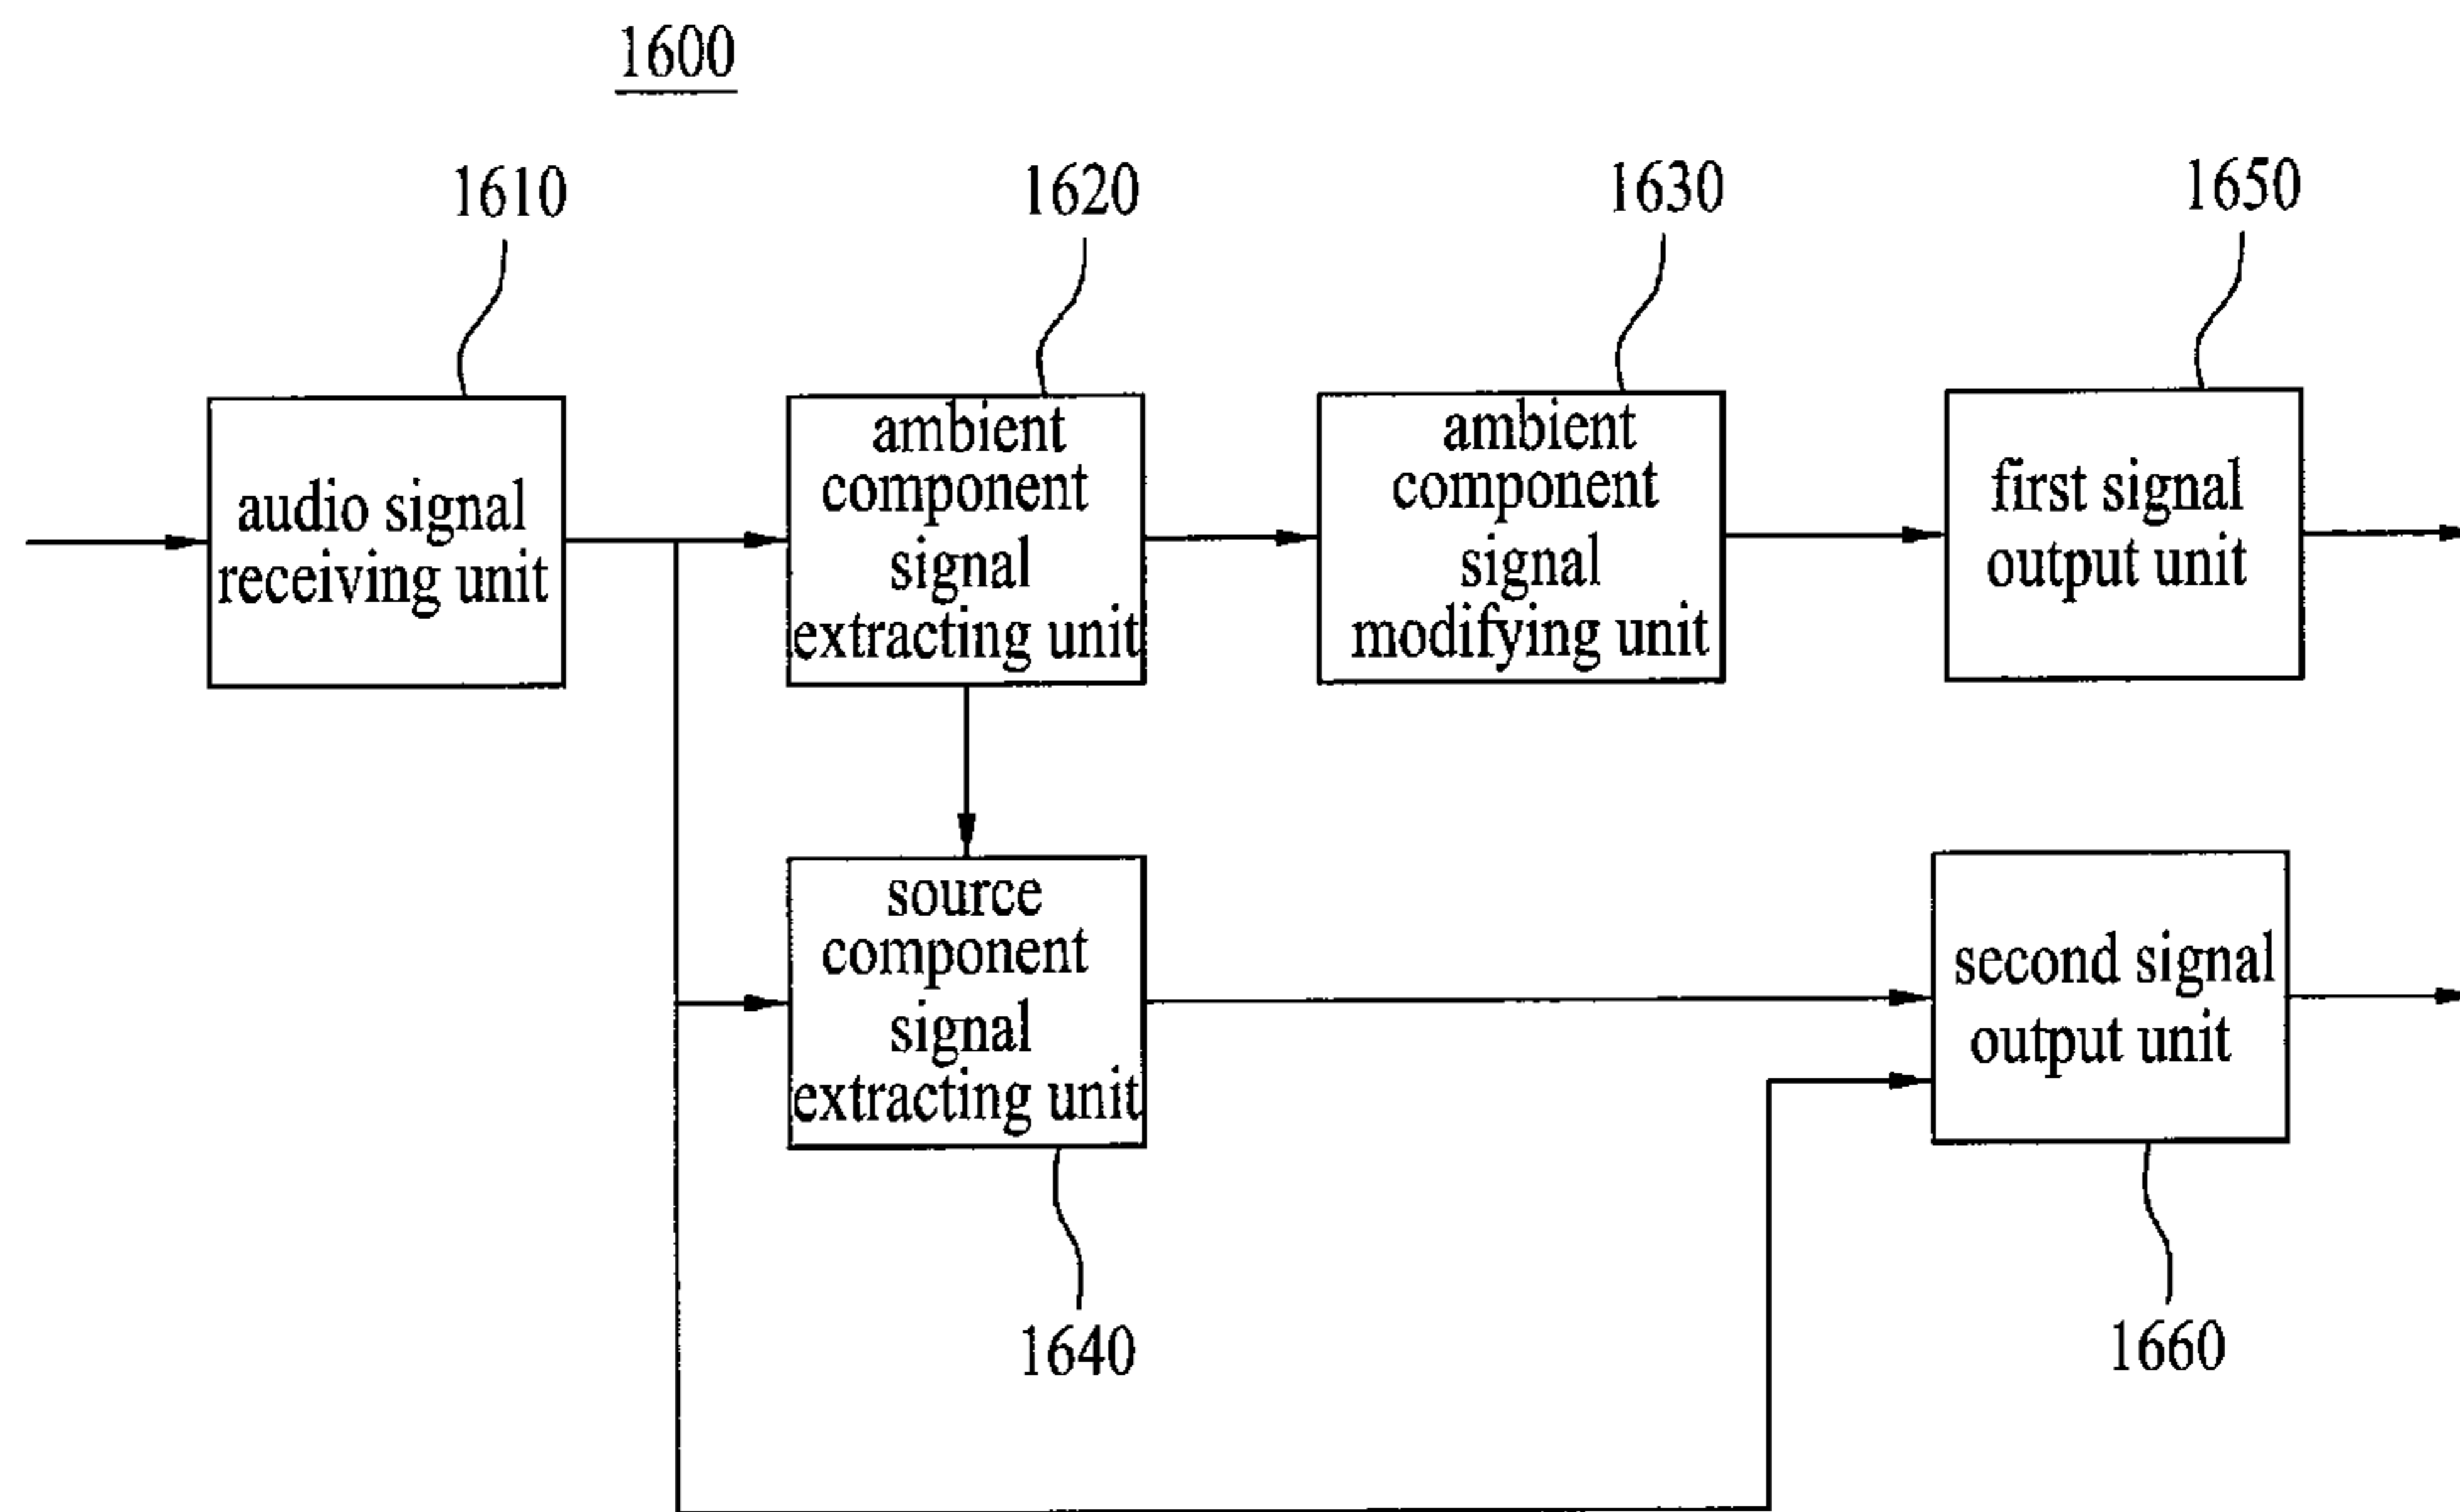 1600
1610
1620
1630
1650
audio signal
receiving unit
ambient
component
signal
extracting unit
ambient
component
signal
modifying unit
first signal
output unit
source
component
signal
extracting unit
second signal
output unit
1640
1660